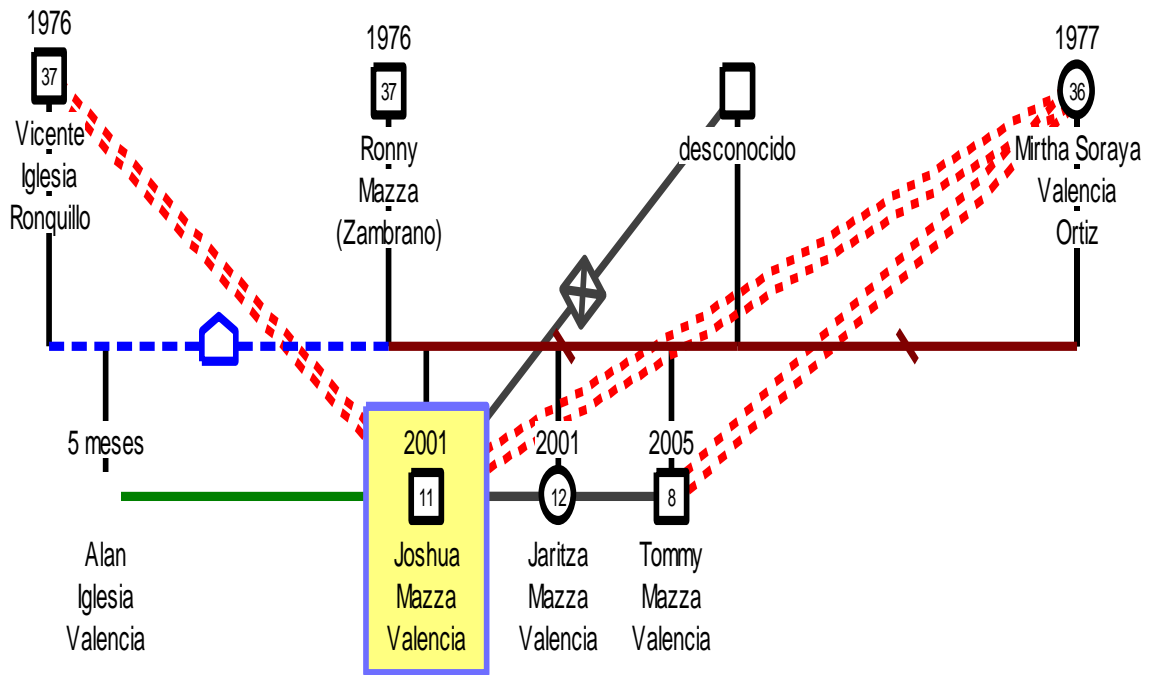 1976
37
Vicente
Iglesia
Ronquillo
1976
37
Ronny
Mazza
(Zambrano)
desconocido
1977
36
Mirtha Soraya
Valencia
Ortiz
5 meses
Alan
Iglesia
Valencia
2001
11
Joshua
Mazza
Valencia
2001
12
Jaritza
Mazza
Valencia
2005
8
Tommy
Mazza
Valencia